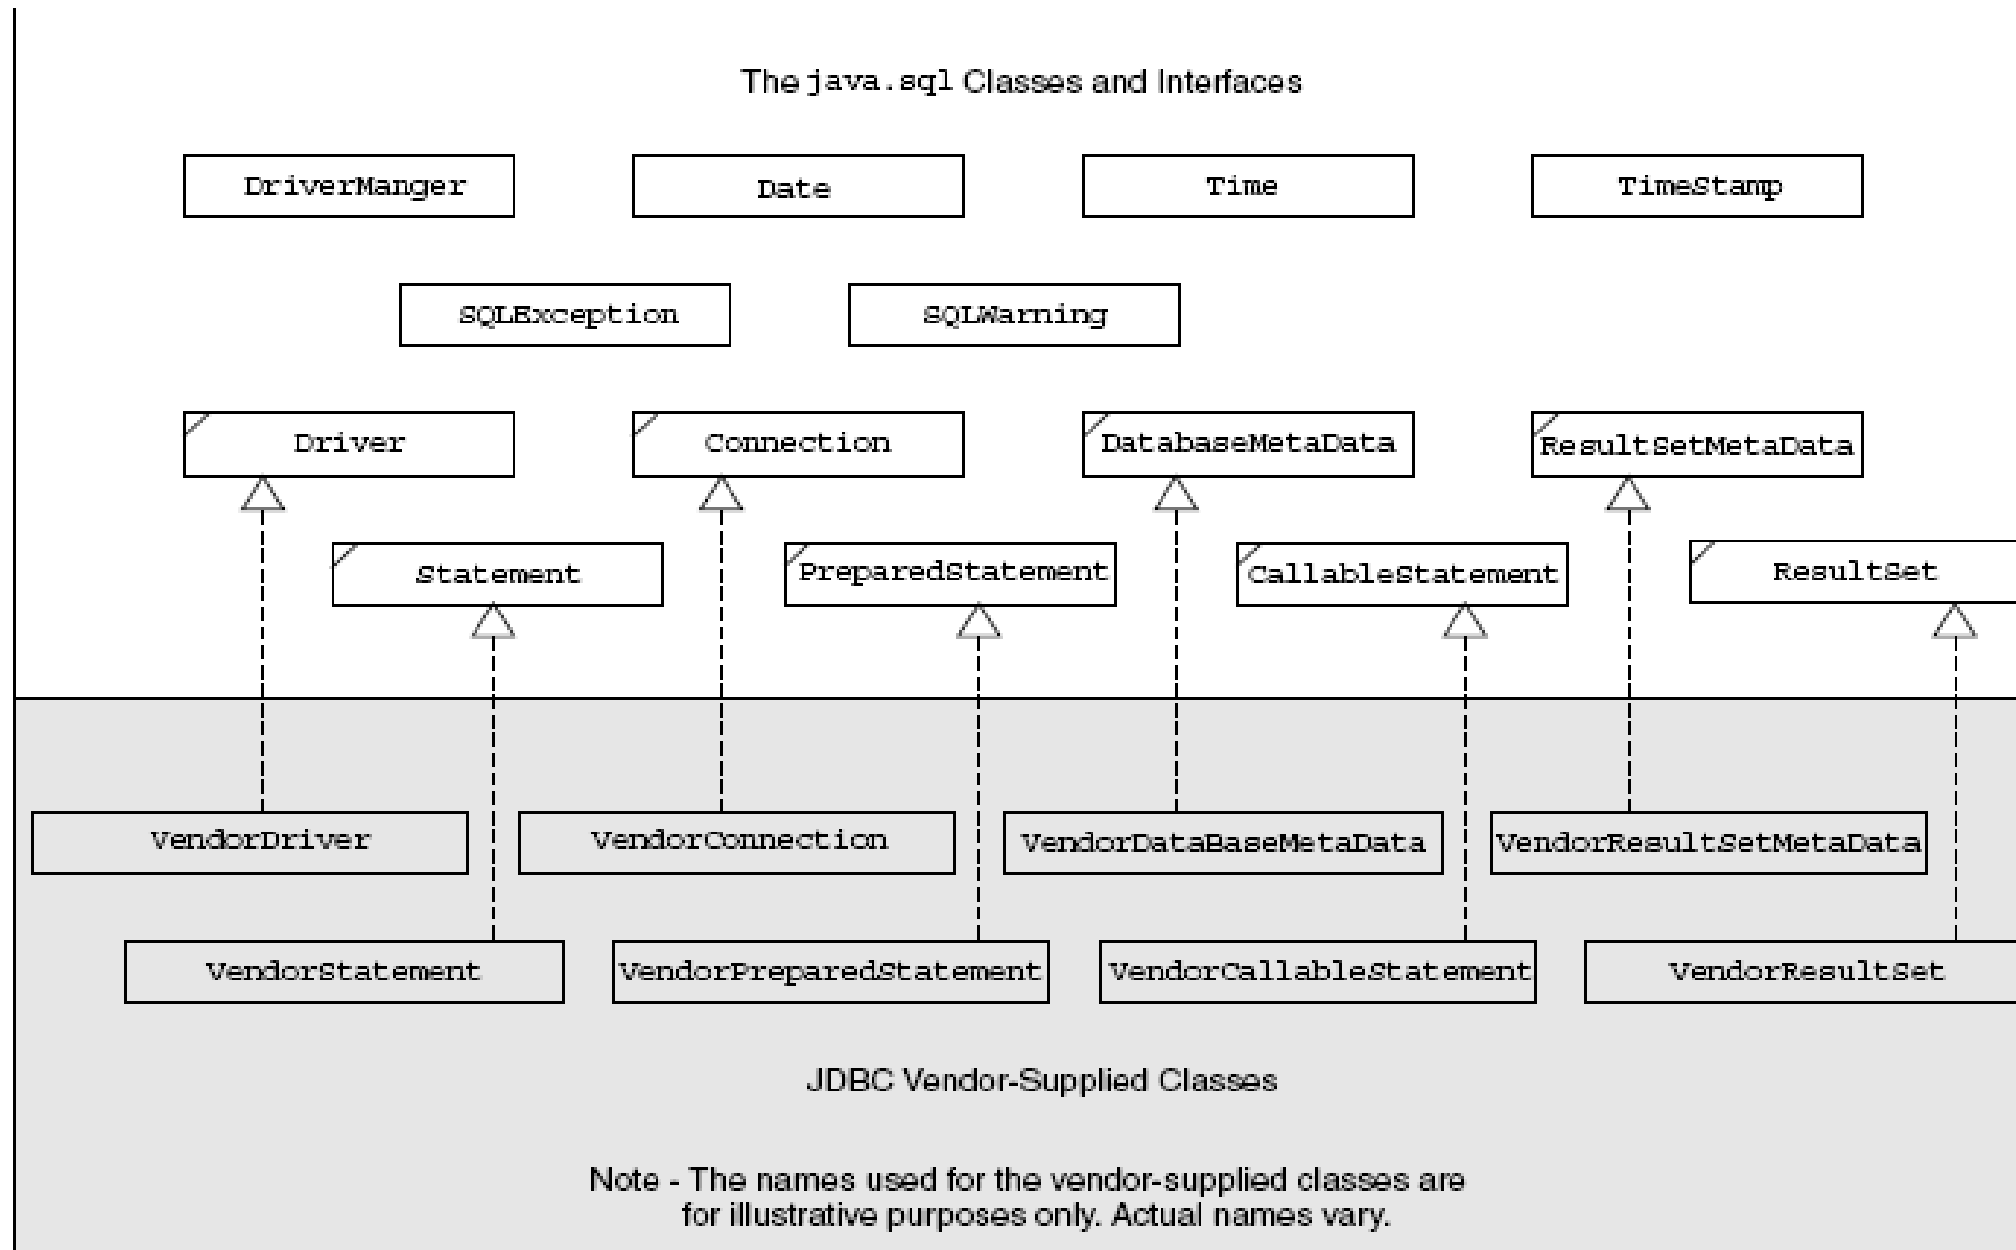 The java.sql Classes and Interfaces
DriverManger
Date
Time
TimeStamp
SQLException
SQLWarning
Driver
Connection
DatabaseMetaData
ResultSetMetaData
Statement
PreparedStatement
CallableStatement
ResultSet
VendorDriver
VendorConnection
VendorDataBaseMetaData
VendorResultSetMetaData
VendorStatement
VendorPreparedStatement
VendorCallableStatement
VendorResultSet
JDBC Vendor-Supplied Classes
Note - The names used for the vendor-supplied classes are
for illustrative purposes only. Actual names vary.